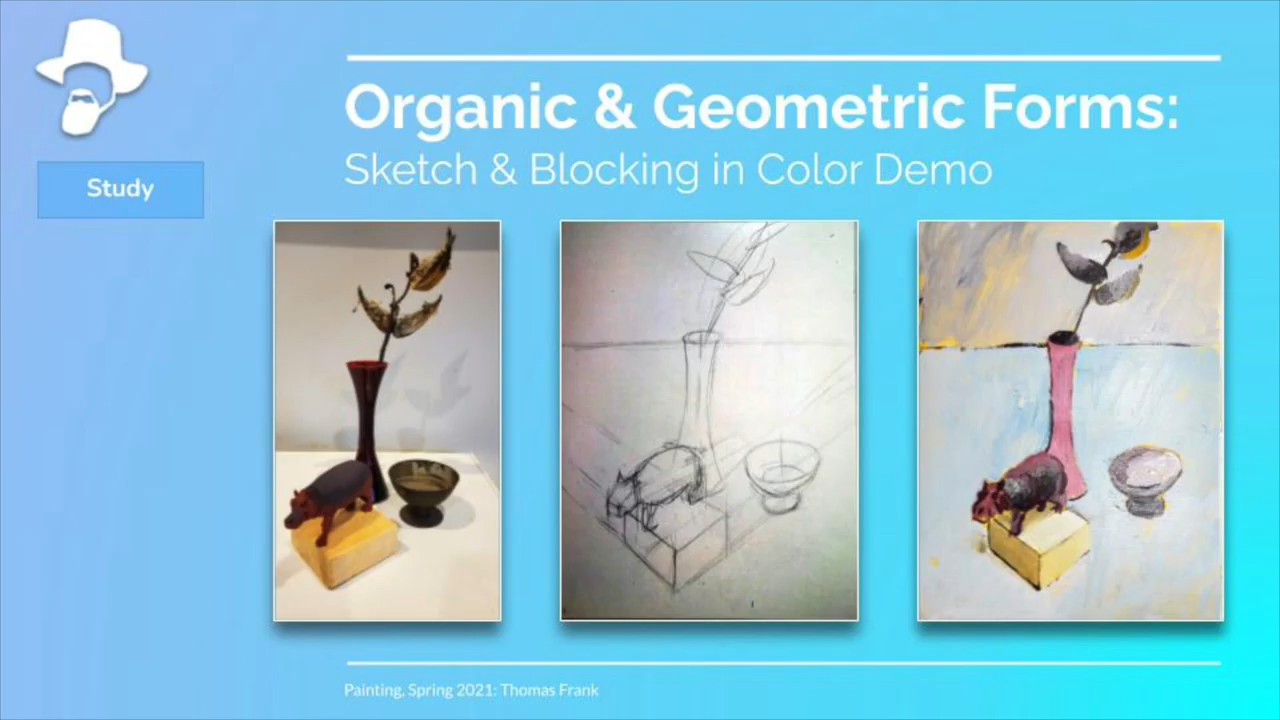 Study
Organic & Geometric Forms:
Sketch & Blocking in Color Demo
Painting, Spring 2021: Thomas Frank